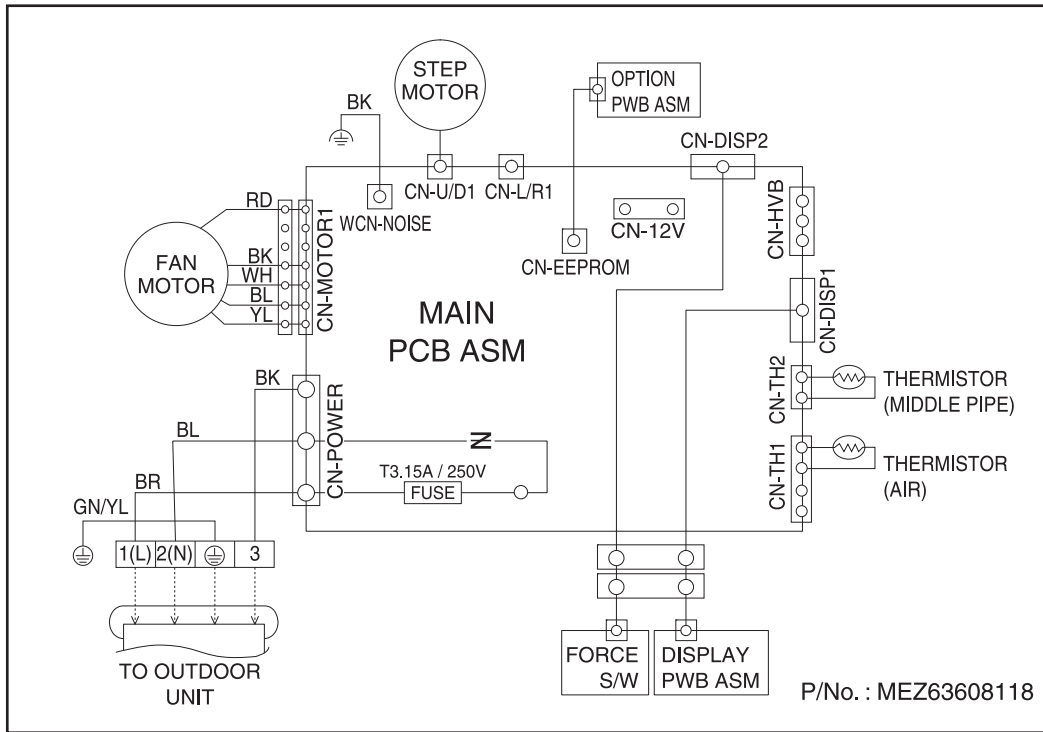 STEP
MOTOR
OPTION
PWB ASM
BK
CN-DISP2
CN-U/D1
CN-L/R1
WCN-NOISE
CN-12V
CN-HVB
CN-EEPROM
RD
BK
WH
BL
YL
FAN
MOTOR
CN-MOTOR1
MAIN
PCB ASM
CN-DISP1
CN-TH2
THERMISTOR
(MIDDLE PIPE)
CN-TH1
THERMISTOR
(AIR)
BK
BL
BR
GN/YL
CN-POWER
T3.15A / 250V
FUSE
1(L)
2(N)
3
TO OUTDOOR
UNIT
FORCE
S/W
DISPLAY
PWB ASM
P/No. : MEZ63608118